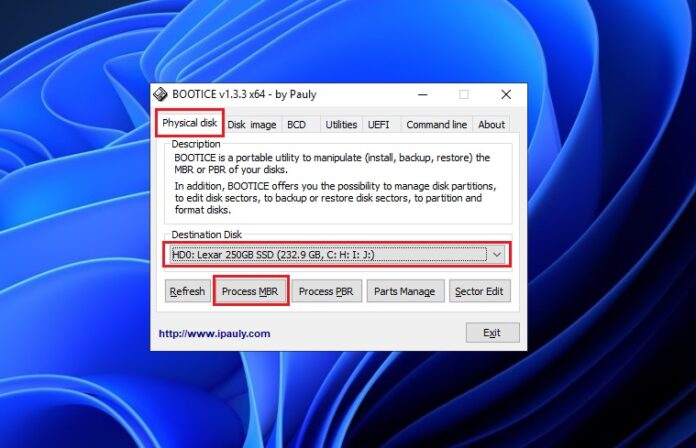 BOOTICE v1.3.3 x64 - by Pauly
Physical disk Disk image BCD Utilities UEFI Command line About
Description
BOOTICE is a portable utility to manipulate (install, backup, restore) the
MBR or PBR of your disks.
In addition, BOOTICE offers you the possibility to manage disk partitions,
to edit disk sectors, to backup or restore disk sectors, to partition and
format disks.
Destination Disk
HD0: Lexar 250GB SSD (232.9 GB, C: H: I: J:)
Refresh Process MBR Process PBR Parts Manage Sector Edit
http://www.ipauly.com Exit